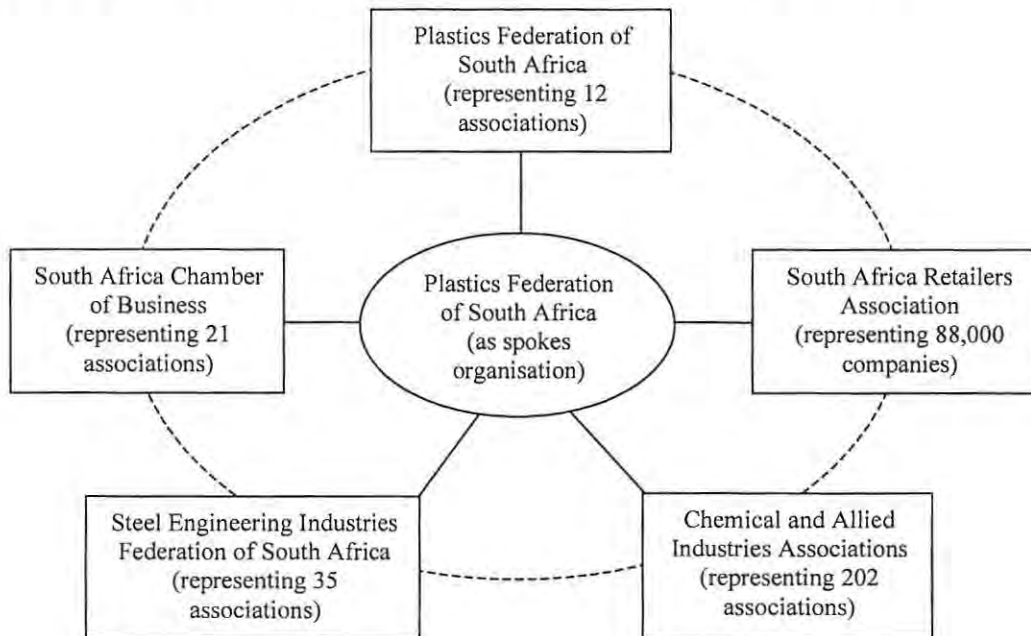 Plastics Federation of
South Africa
(representing 12
associations)
South Africa Chamber
of Business
(representing 21
associations)
Plastics Federation
of South Africa
(as spokes
organisation)
South Africa Retailers
Association
(representing 88,000
companies)
Steel Engineering Industries
Federation of South Africa
(representing 35
associations)
Chemical and Allied
Industries Associations
(representing 202
associations)